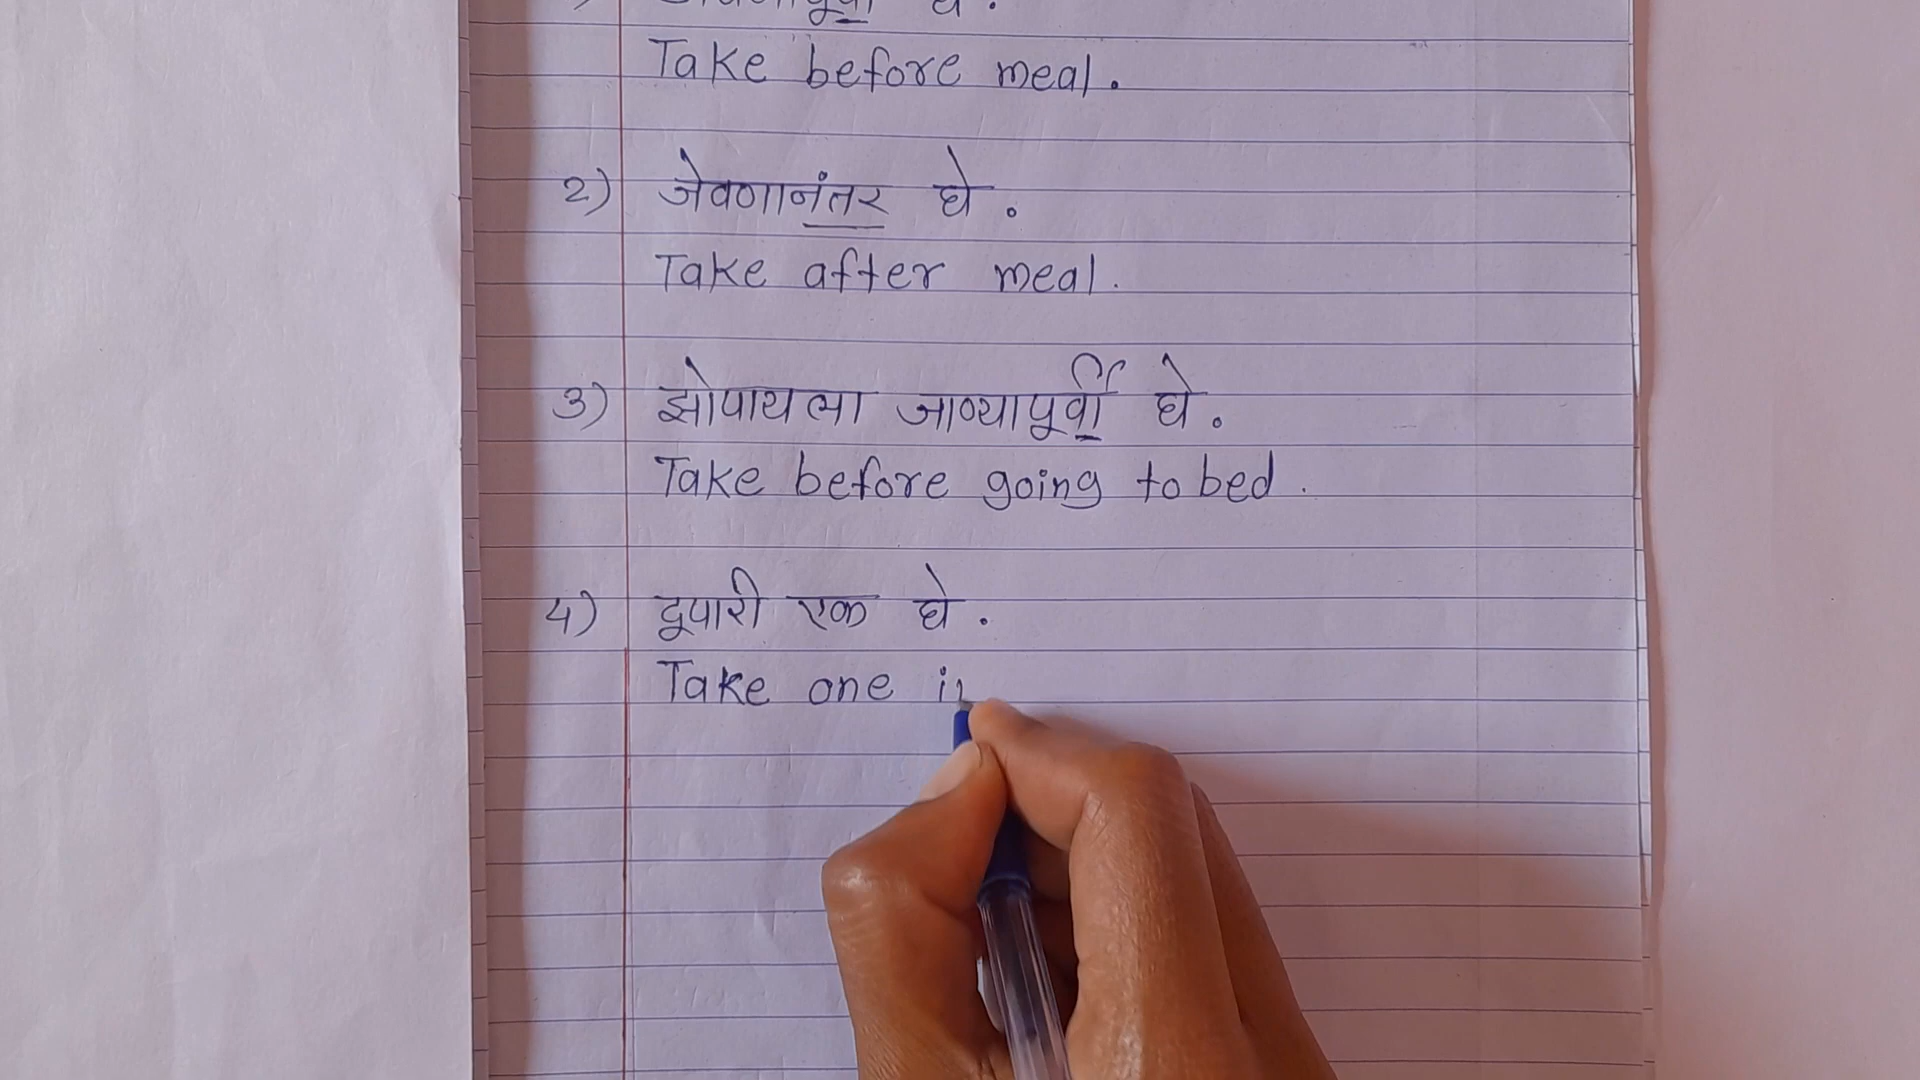 घे.
Take before meal.
2) जेवणानंतर घे.
Take after meal.
3) झोपायला जाण्यापूर्वी घे.
Take before going to bed.
4) दूपारी एक घे.
Take one in